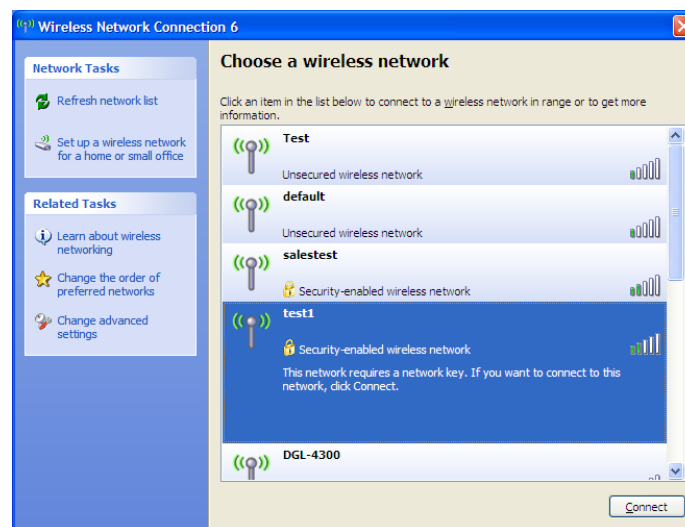 Wireless Network Connection 6
Network Tasks
Refresh network list
Set up a wireless network
for a home or small office
Related Tasks
Learn about wireless
networking
Change the order of
preferred networks
Change advanced
settings
Choose a wireless network
Click an item in the list below to connect to a wireless network in range or to get more
information.
Test
Unsecured wireless network
default
Unsecured wireless network
salestest
Security-enabled wireless network
test1
Security-enabled wireless network
This network requires a network key. If you want to connect to this
network, click Connect.
DGL-4300
Connect